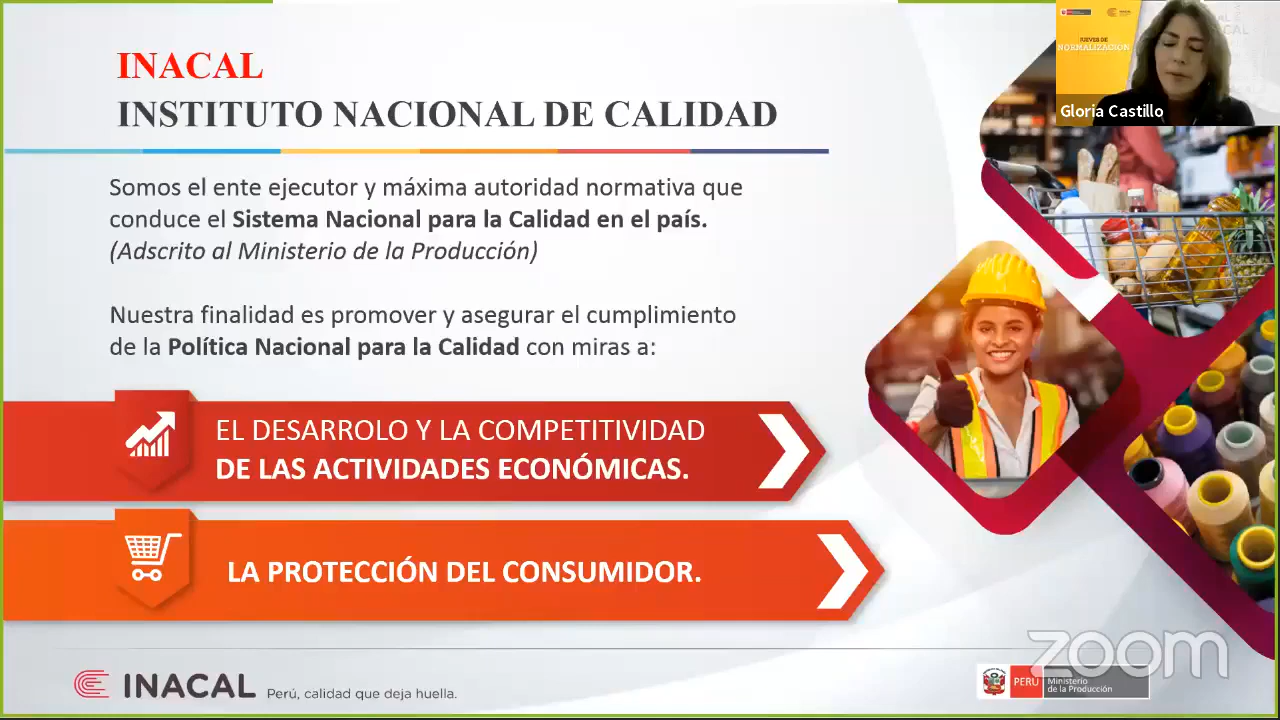 INACAL
INSTITUTO NACIONAL DE CALIDAD
Somos el ente ejecutor y máxima autoridad normativa que
conduce el Sistema Nacional para la Calidad en el país.
(Adscrito al Ministerio de la Producción)
Nuestra finalidad es promover y asegurar el cumplimiento
de la Política Nacional para la Calidad con miras a:
EL DESARROLO Y LA COMPETITIVIDAD
DE LAS ACTIVIDADES ECONÓMICAS.
LA PROTECCIÓN DEL CONSUMIDOR.
JUEVES DE
NORMALIZACIÓN
Gloria Castillo
zoom
INACAL Perú, calidad que deja huella.
PERÚ
Ministerio
de la Producción